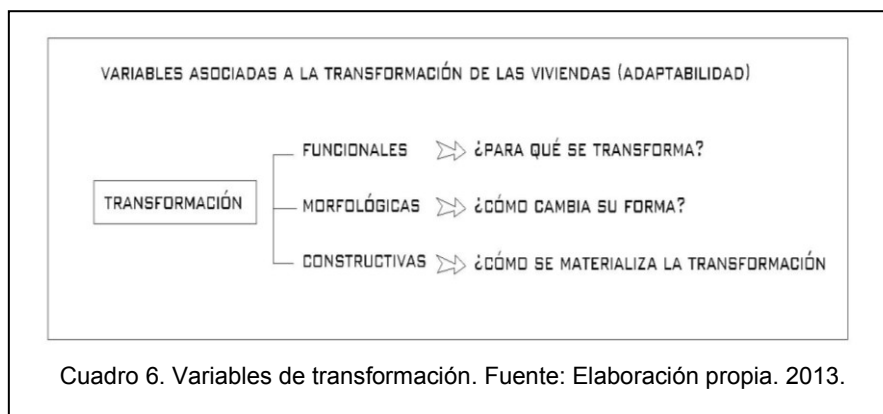 VARIABLES ASOCIADAS A LA TRANSFORMACIÓN DE LAS VIVIENDAS (ADAPTABILIDAD)
FUNCIONALES ¿PARA QUÉ SE TRANSFORMA?
TRANSFORMACIÓN MORFOLÓGICAS ¿CÓMO CAMBIA SU FORMA?
CONSTRUCTIVAS ¿CÓMO SE MATERIALIZA LA TRANSFORMACIÓN
Cuadro 6. Variables de transformación. Fuente: Elaboración propia. 2013.